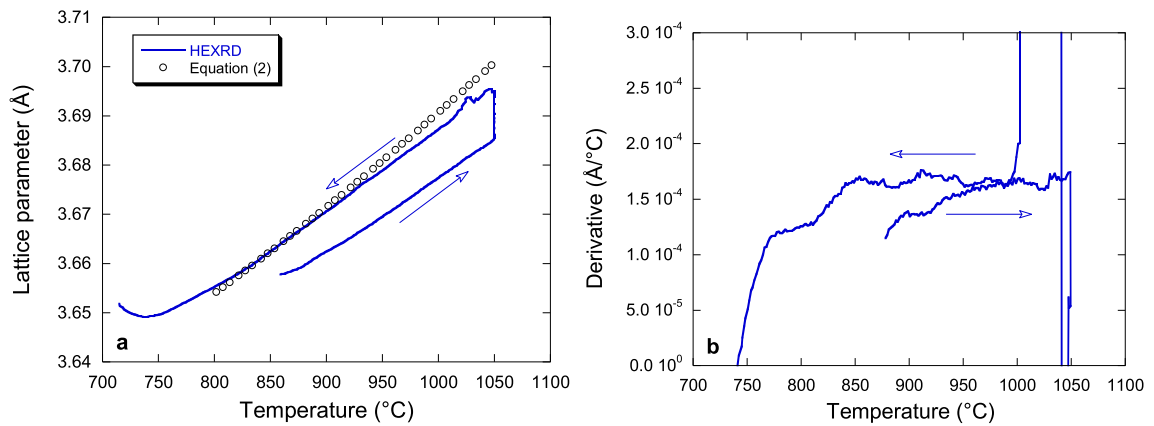 3.71
3.70
3.69
3.68
3.67
3.66
3.65
3.64
Lattice parameter (Å)
HEXRD
Equation (2)
a
700 750 800 850 900 950 1000 1050 1100
Temperature (°C)
3.0 10⁻⁴
2.5 10⁻⁴
2.0 10⁻⁴
1.5 10⁻⁴
1.0 10⁻⁴
5.0 10⁻⁵
0.0 10⁰
Derivative (Å/°C)
b
700 750 800 850 900 950 1000 1050 1100
Temperature (°C)